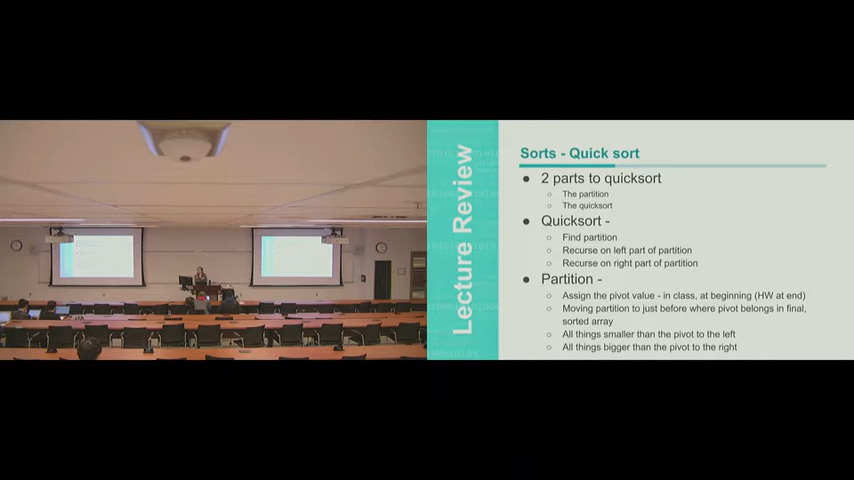 Lecture Review
Sorts - Quick sort
2 parts to quicksort
The partition
The quicksort
Quicksort -
Find partition
Recurse on left part of partition
Recurse on right part of partition
Partition -
Assign the pivot value - in class, at beginning (HW at end)
Moving partition to just before where pivot belongs in final,
sorted array
All things smaller than the pivot to the left
All things bigger than the pivot to the right